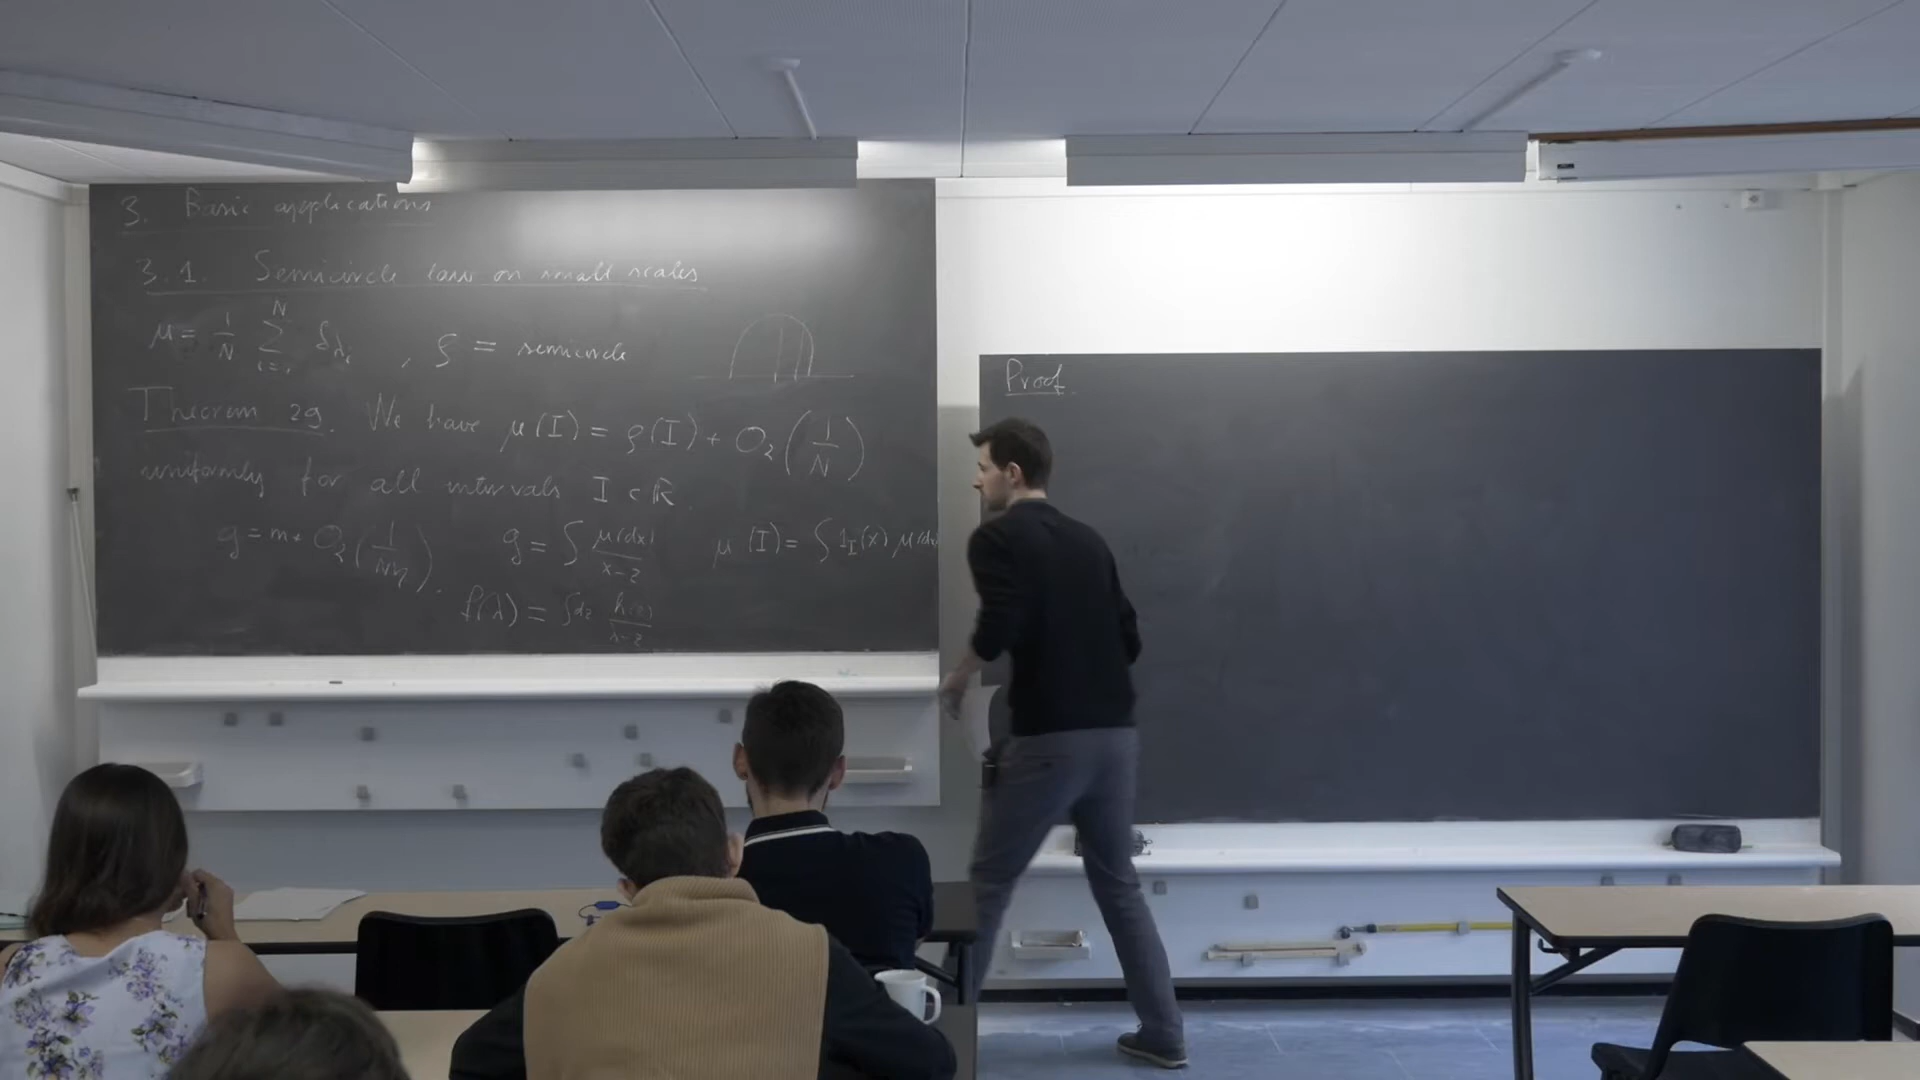 3. Basic applications
3.1. Semicircle law on small scales
μ = 1/N ∑_{i=1}^{N} δ_{λ_i} , ϱ = semicircle
Theorem 29. We have μ(I) = ϱ(I) + O_≺(1/N)
uniformly for all intervals I ⊂ ℝ.
g = m + O_≺(1/(Nη)). g = ∫ μ(dx)/(x-z) μ(I) = ∫ 1_I(x) μ(dx
f(λ) = ∫dz h(z)/(λ-z)
Proof.